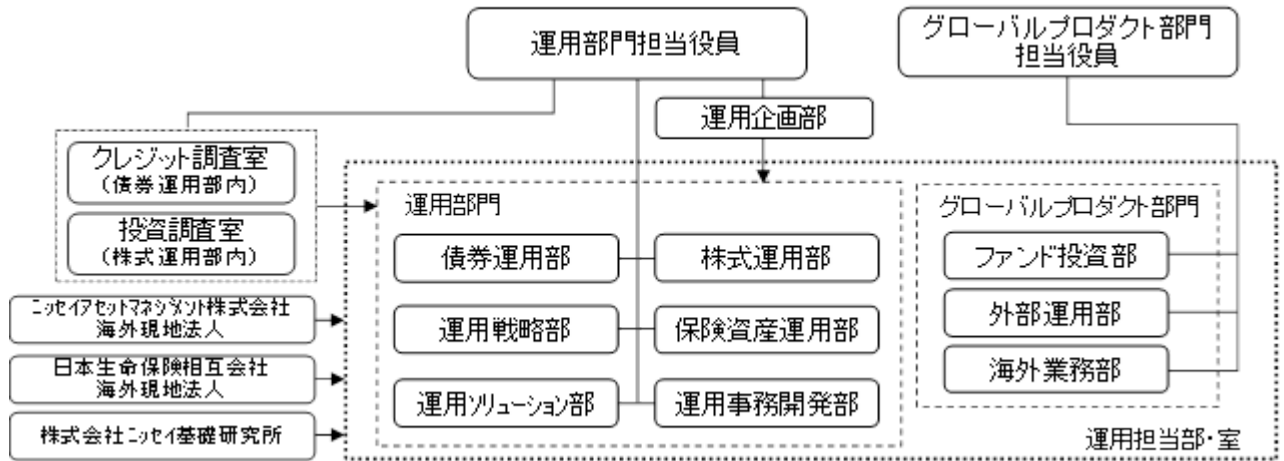 運用部門担当役員
グローバルプロダクト部門
担当役員
運用企画部
クレジット調査室
(債券運用部内)
投資調査室
(株式運用部内)
運用部門
債券運用部
株式運用部
運用戦略部
保険資産運用部
運用ソリューション部
運用事務開発部
グローバルプロダクト部門
ファンド投資部
外部運用部
海外業務部
ニッセイアセットマネジメント株式会社
海外現地法人
日本生命保険相互会社
海外現地法人
株式会社ニッセイ基礎研究所
運用担当部・室